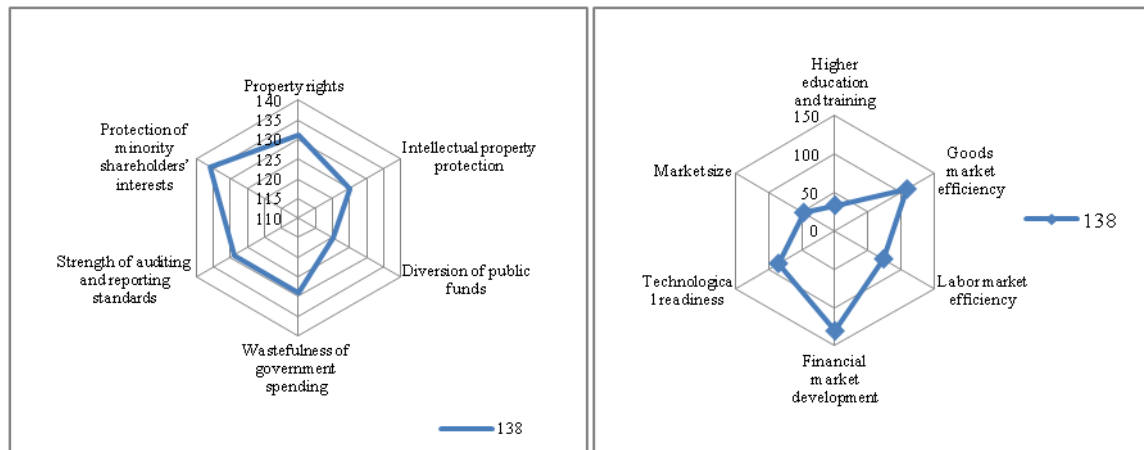 Property rights
140
135
130
125
120
115
110
Intellectual property
protection
Diversion of public
funds
Wastefulness of
government
spending
Strength of auditing
and reporting
standards
Protection of
minority
shareholders'
interests
138
Higher
education
and training
150
100
50
0
Goods
market
efficiency
Labor market
efficiency
Financial
market
development
Technologica
l readiness
Market size
138